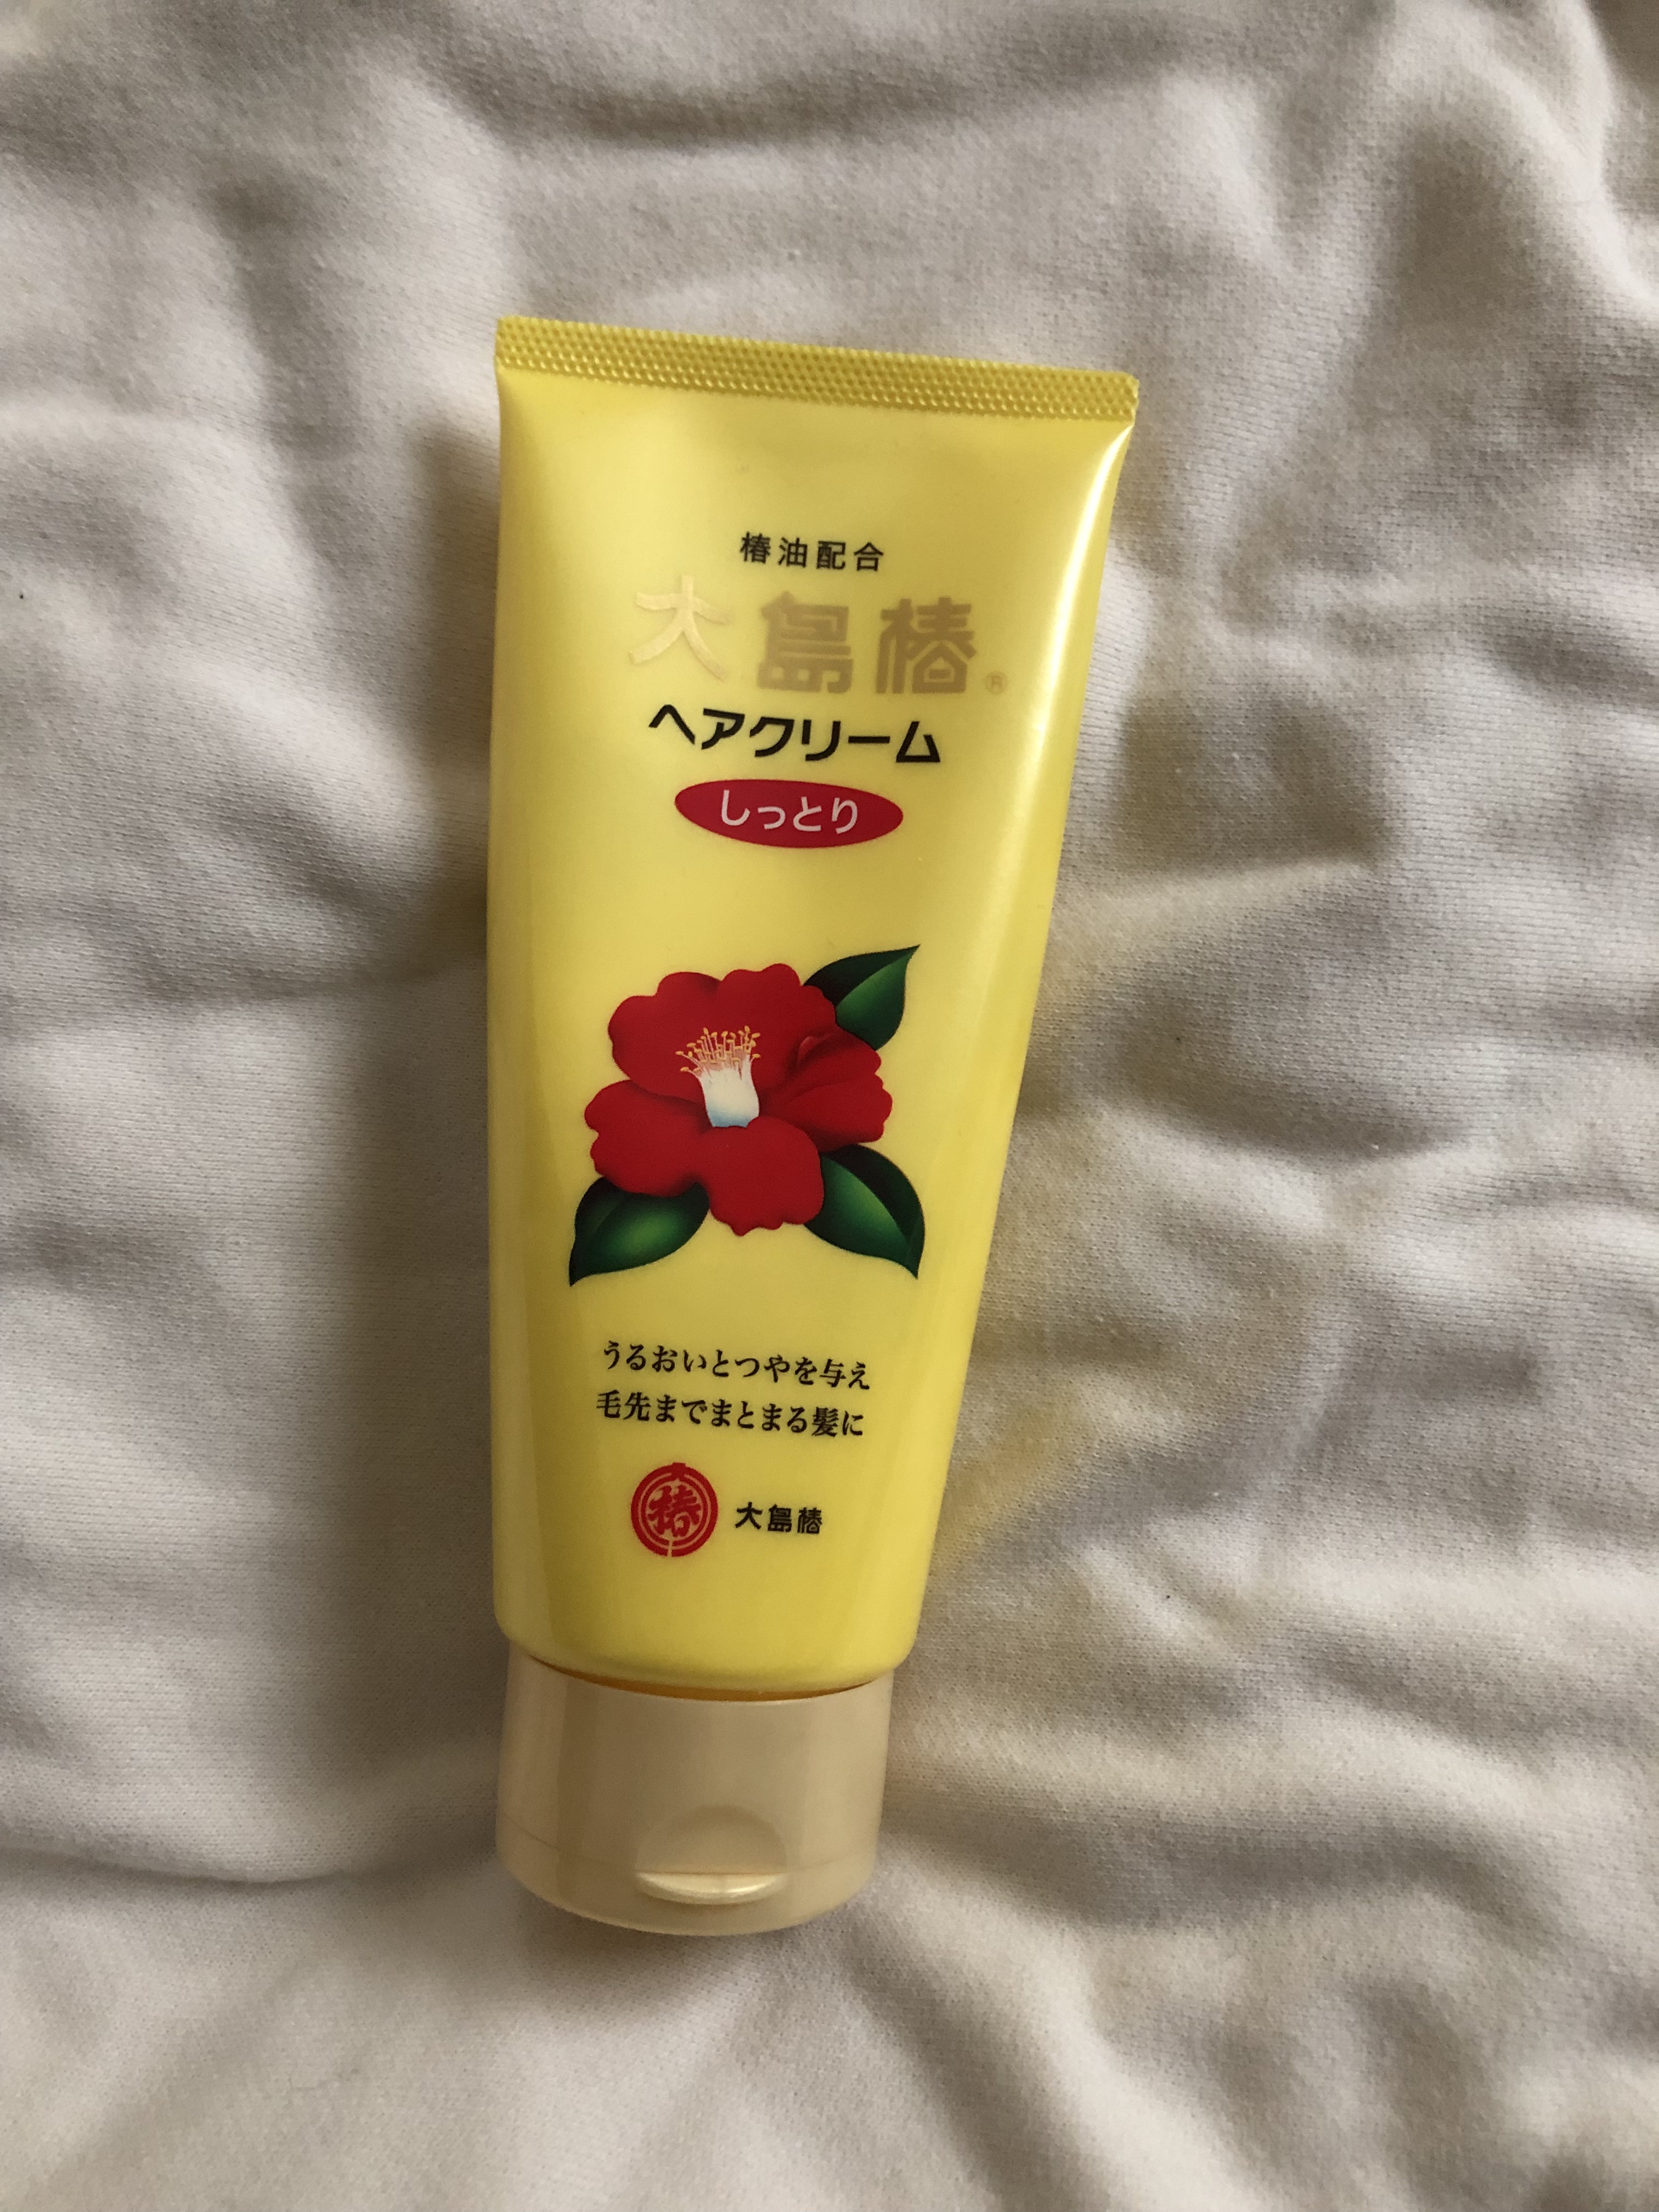 椿油配合
大島椿®
ヘアクリーム
しっとり
うるおいとつやを与え
毛先までまとまる髪に
大
椿
大島椿